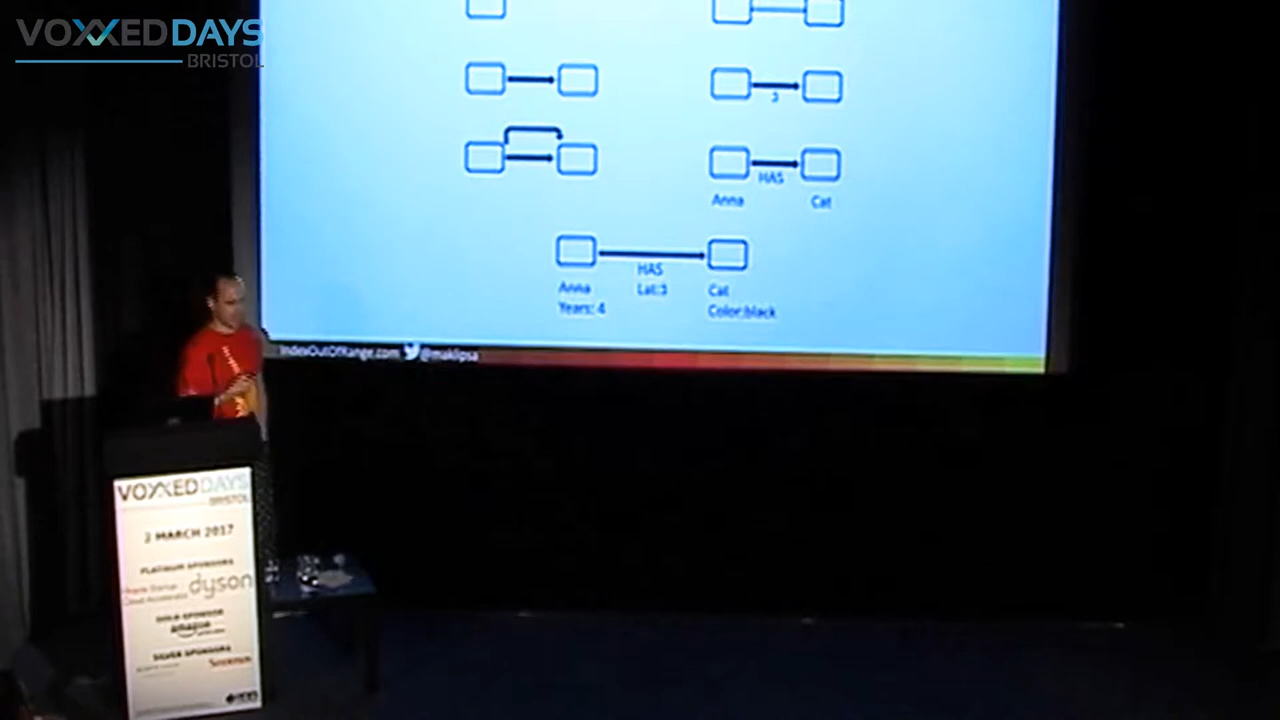 VOXXEDDAYS
BRISTOL
3
HAS
Anna Cat
HAS
Anna Lat:3 Cat
Years: 4 Color:black
IndexOutOfRange.com @maklipsa
VOXXEDDAYS
BRISTOL
2 MARCH 2017
PLATINUM SPONSORS
dyson
GOLD SPONSOR
amazon
SILVER SPONSORS